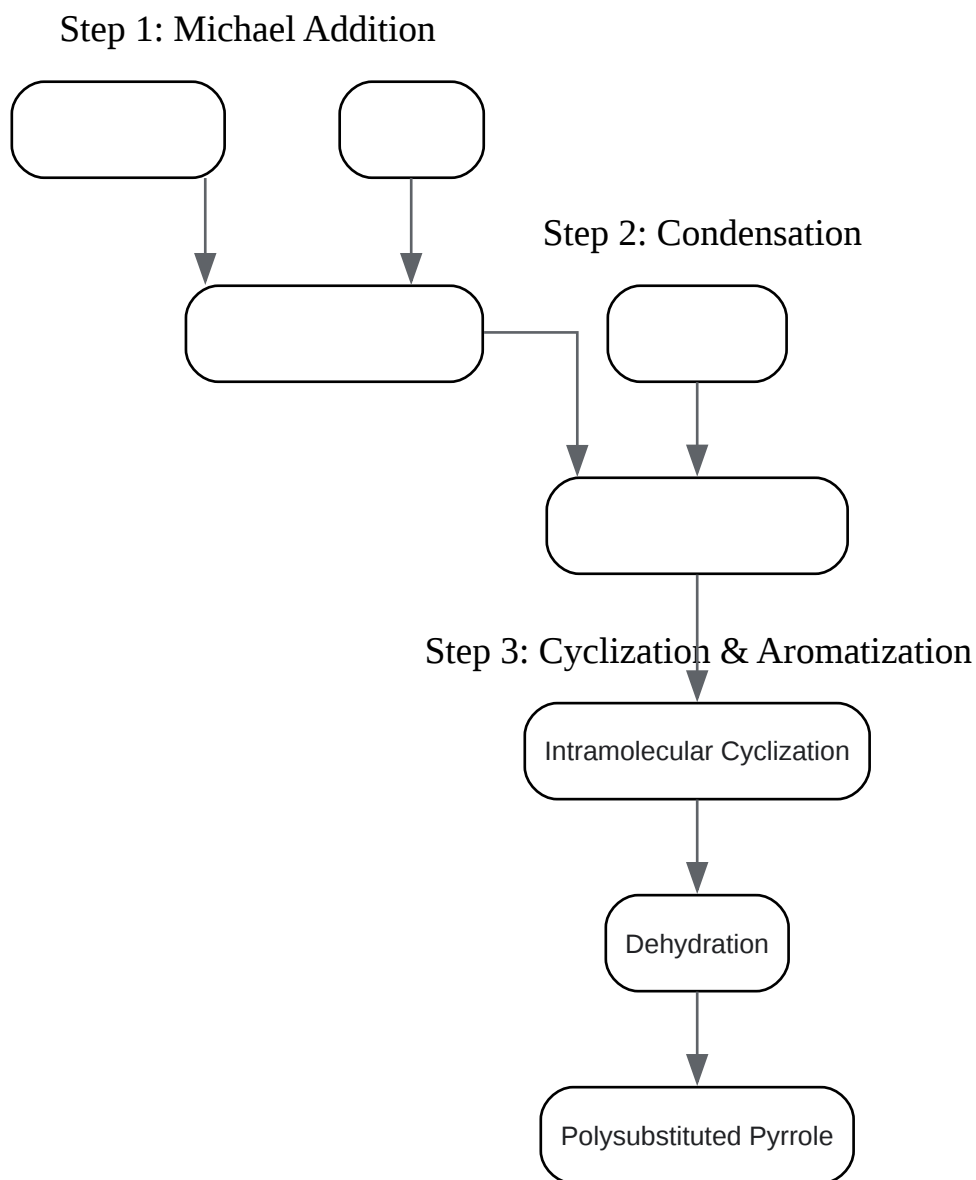 Step 1: Michael Addition
Step 2: Condensation
Step 3: Cyclization & Aromatization
Intramolecular Cyclization
Dehydration
Polysubstituted Pyrrole